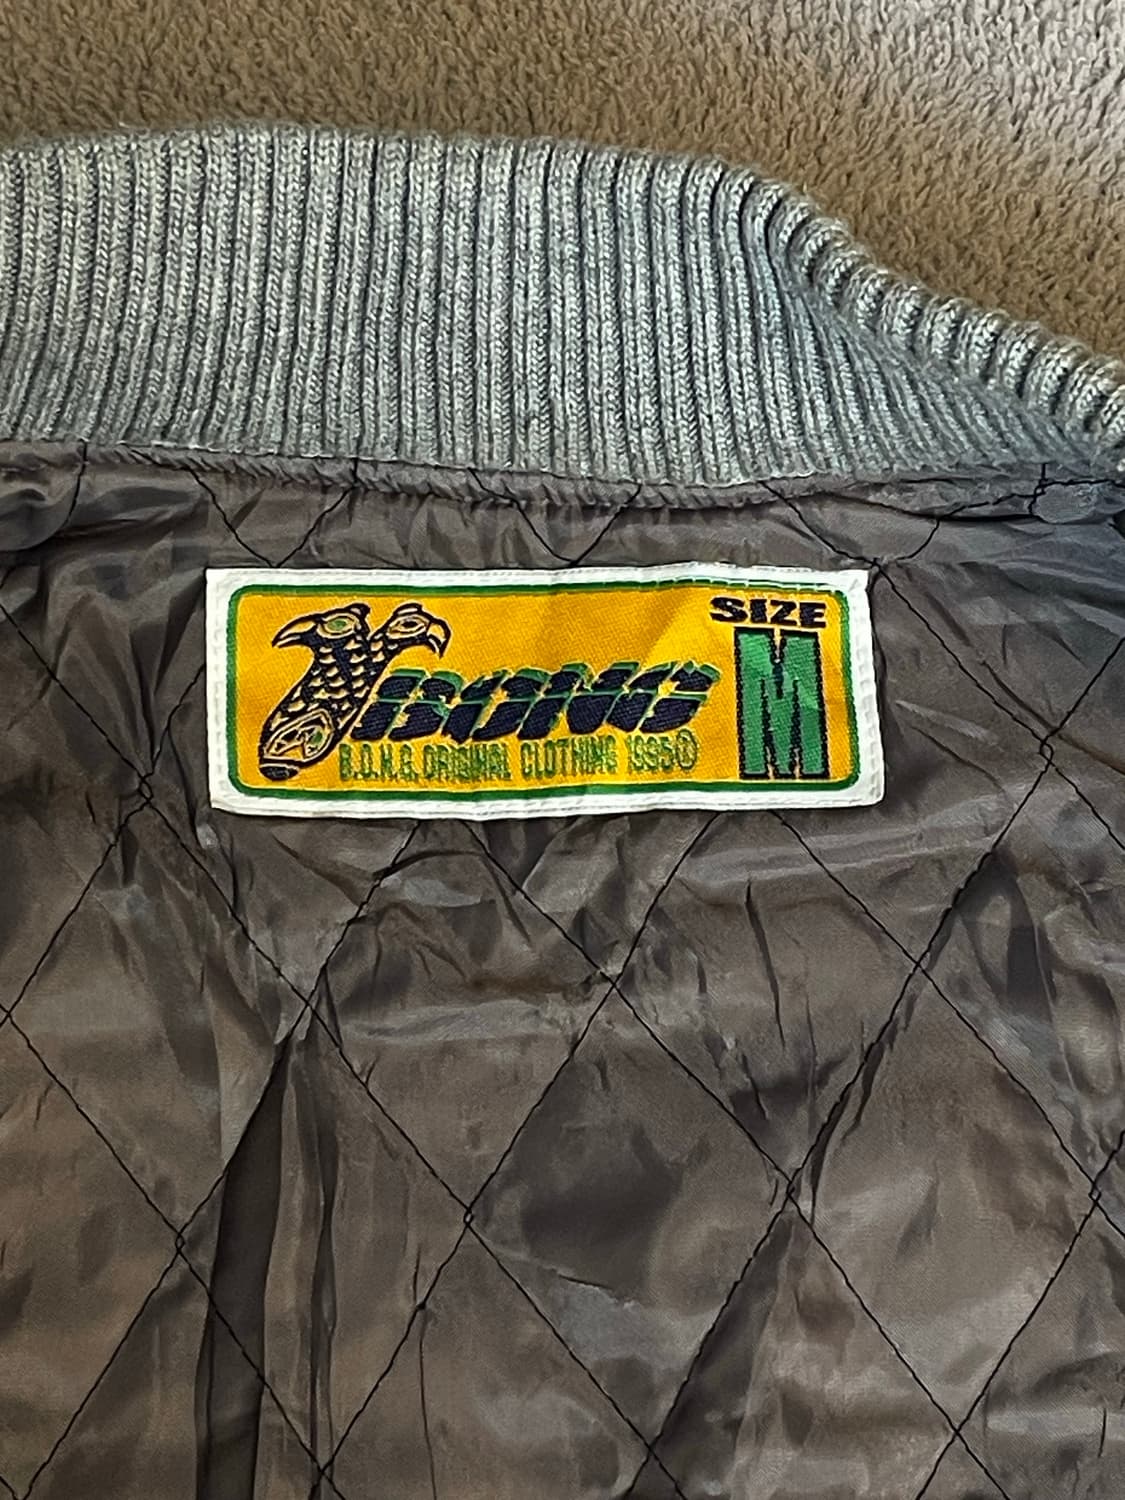 SIZE
M
BONG
B.O.N.G. ORIGINAL CLOTHING 1995®